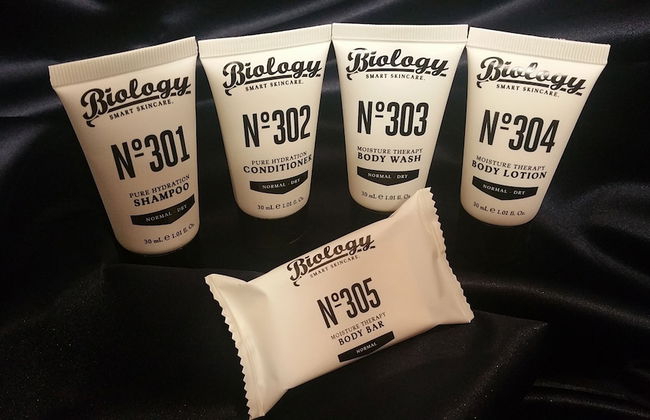 Biology
SMART SKINCARE.
Nº301
PURE HYDRATION
SHAMPOO
NORMAL - DRY
30 mL e 1.01 fl. Oz.
Biology
SMART SKINCARE.
Nº302
PURE HYDRATION
CONDITIONER
NORMAL - DRY
30 mL e 1.01 fl. Oz.
Biology
SMART SKINCARE.
Nº303
MOISTURE THERAPY
BODY WASH
NORMAL - DRY
30 mL e 1.01 fl. Oz.
Biology
SMART SKINCARE.
Nº304
MOISTURE THERAPY
BODY LOTION
NORMAL - DRY
30 mL e 1.01 fl. Oz.
Biology
SMART SKINCARE.
Nº305
MOISTURE THERAPY
BODY BAR
NORMAL